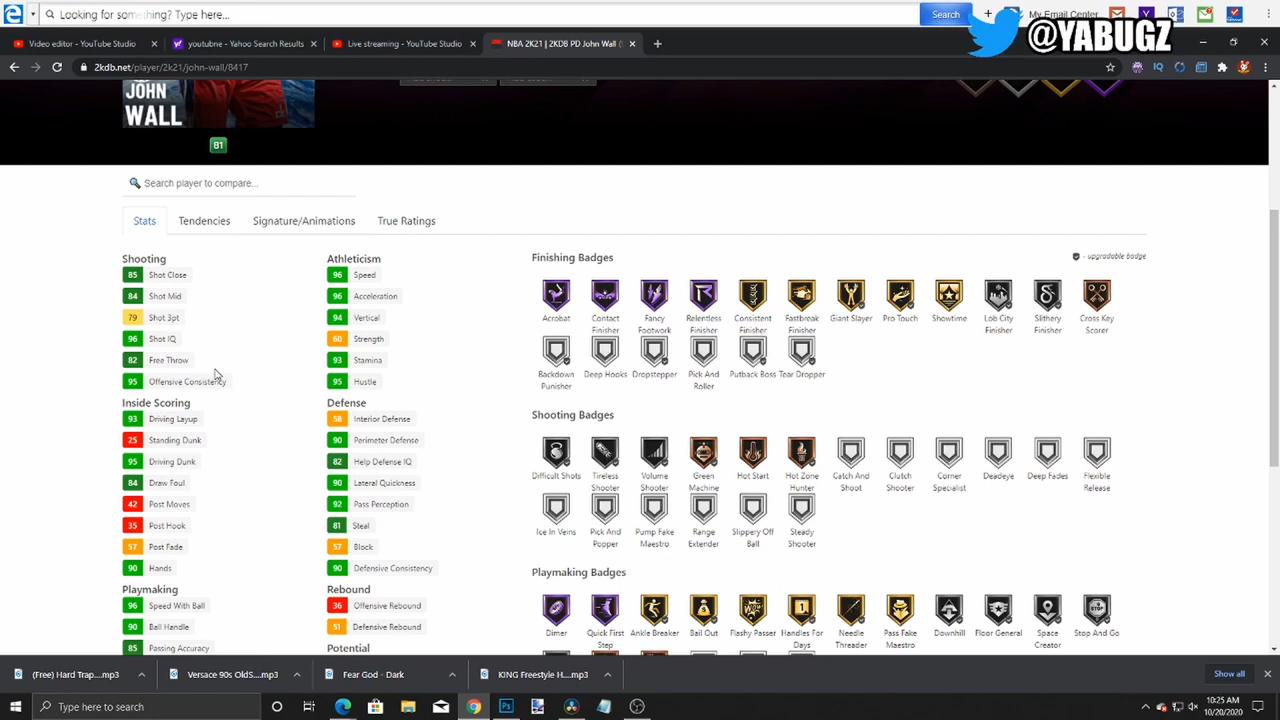 Looking for something? Type here...
Search
My Email Center
@YABUGZ
Video editor - YouTube Studio
youtubne - Yahoo Search Results
Live streaming - YouTube Studio
NBA 2K21 | 2KDB PD John Wall (
2kdb.net/player/2k21/john-wall/8417
JOHN
WALL
81
Search player to compare...
Stats
Tendencies
Signature/Animations
True Ratings
Shooting
85 Shot Close
84 Shot Mid
79 Shot 3pt
96 Shot IQ
82 Free Throw
95 Offensive Consistency
Inside Scoring
93 Driving Layup
25 Standing Dunk
95 Driving Dunk
84 Draw Foul
42 Post Moves
35 Post Hook
57 Post Fade
90 Hands
Playmaking
96 Speed With Ball
90 Ball Handle
85 Passing Accuracy
Athleticism
96 Speed
96 Acceleration
94 Vertical
60 Strength
93 Stamina
95 Hustle
Defense
58 Interior Defense
90 Perimeter Defense
82 Help Defense IQ
90 Lateral Quickness
92 Pass Perception
81 Steal
57 Block
90 Defensive Consistency
Rebound
36 Offensive Rebound
51 Defensive Rebound
Potential
Finishing Badges
- upgradable badge
Acrobat
Contact Finisher
Fancy Footwork
Relentless Finisher
Consistent Finisher
Fastbreak Finisher
Giant Slayer
Pro Touch
Showtime
Lob City Finisher
Slithery Finisher
Cross Key Scorer
Backdown Punisher
Deep Hooks
Dropstepper
Pick And Roller
Putback Boss
Tear Dropper
Shooting Badges
Difficult Shots
Tireless Shooter
Volume Shooter
Green Machine
Hot Start
Hot Zone Hunter
Catch And Shoot
Clutch Shooter
Corner Specialist
Deadeye
Deep Fades
Flexible Release
Ice In Veins
Pick And Popper
Pump Fake Maestro
Range Extender
Slippery Off Ball
Steady Shooter
Playmaking Badges
Dimer
Quick First Step
Ankle Breaker
Bail Out
Flashy Passer
Handles For Days
Needle Threader
Pass Fake Maestro
Downhill
Floor General
Space Creator
Stop And Go
(Free) Hard Trap....mp3
Versace 90s OldS....mp3
Fear God - Dark
KING Freestyle H....mp3
Show all
Type here to search
10:25 AM
10/20/2020